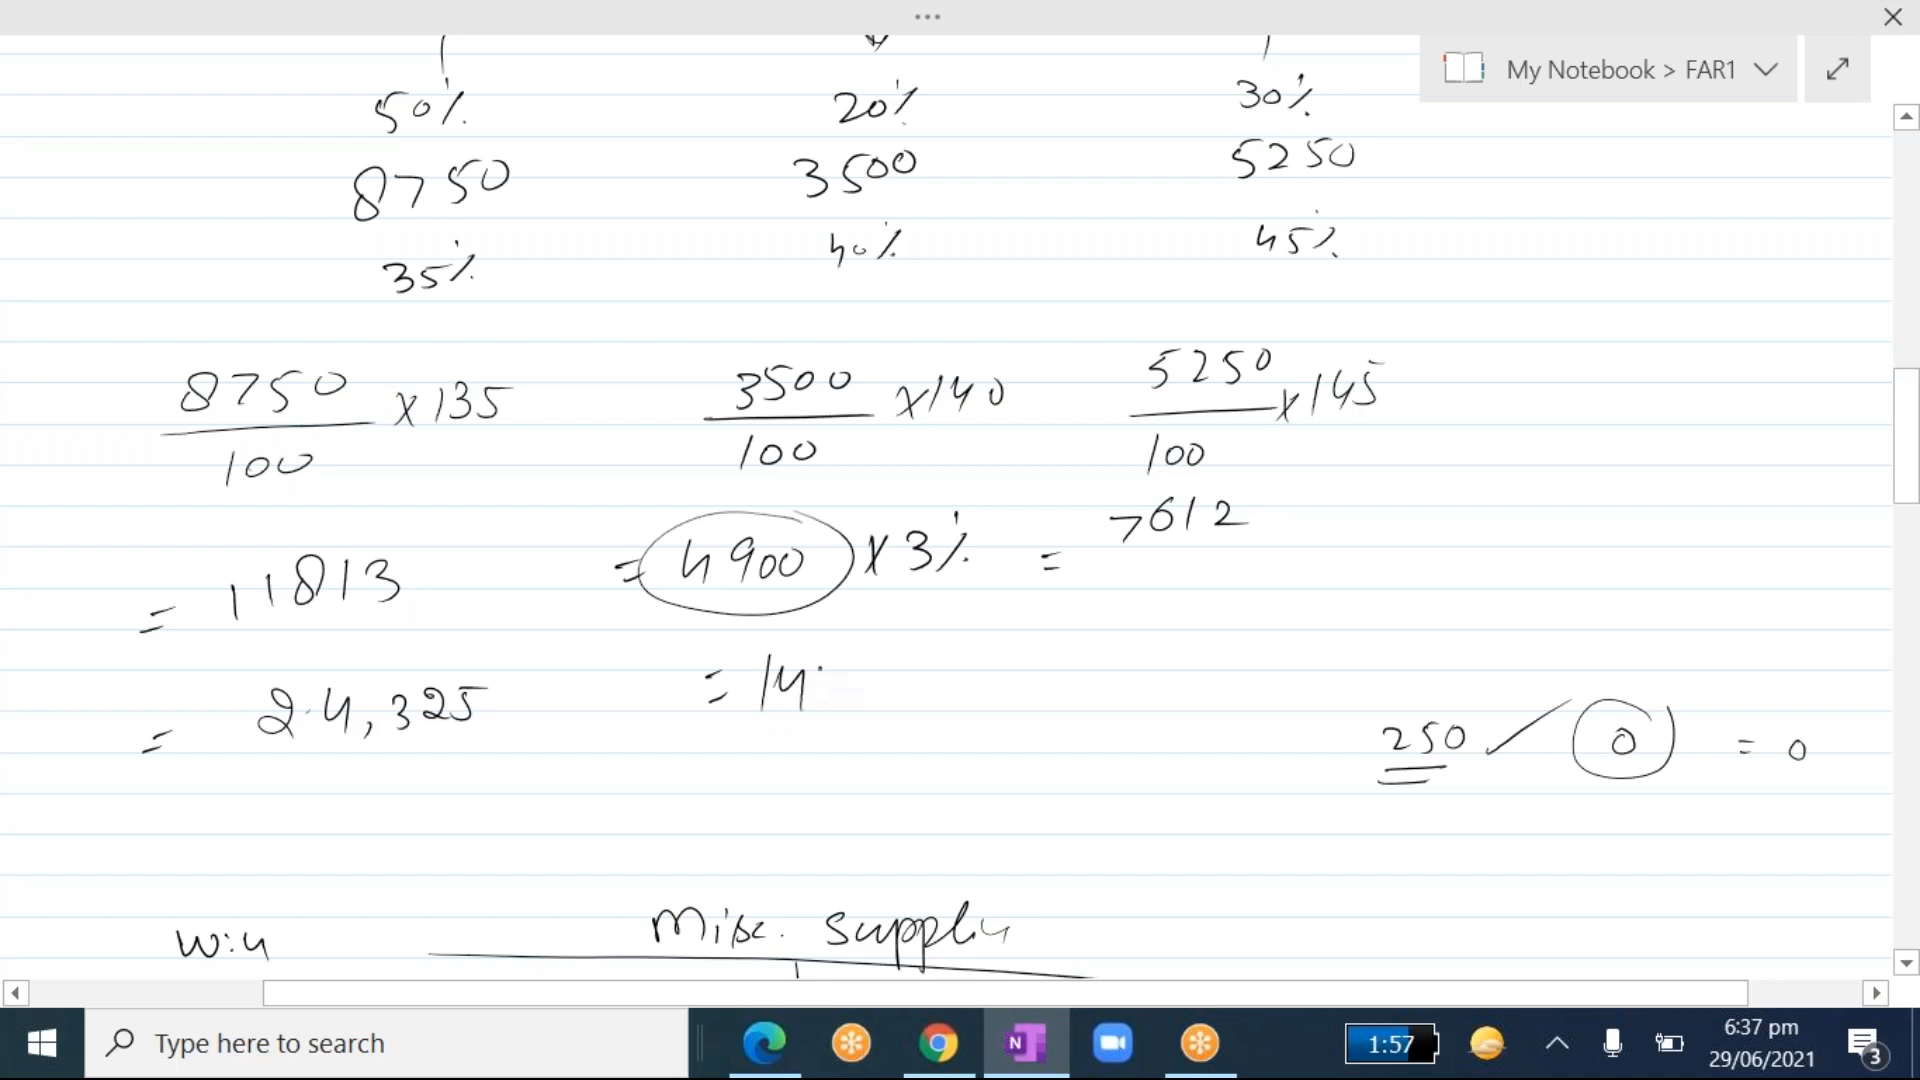 ...
My Notebook > FAR1
50% 20% 30%
8750 3500 5250
35% 40% 45%
8750/100 x135 3500/100 x140 5250/100 x145
= 11813 = 4900 x 3% = 7612
= 24,325 = 14
250 / 0 = 0
W:4 Misc.
Type here to search
1:57
6:37 pm
29/06/2021
3